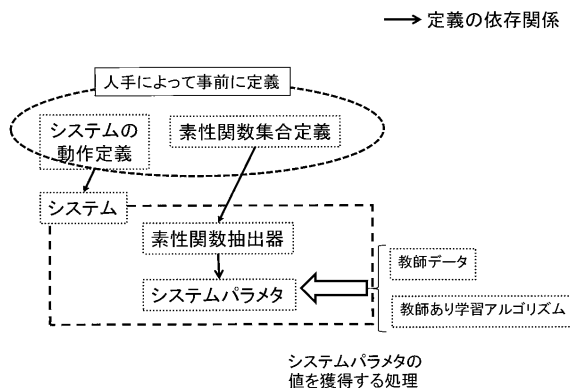 定義の依存関係
人手によって事前に定義
システムの
動作定義
素性関数集合定義
システム
素性関数抽出器
システムパラメタ
教師データ
教師あり学習アルゴリズム
システムパラメタの
値を獲得する処理